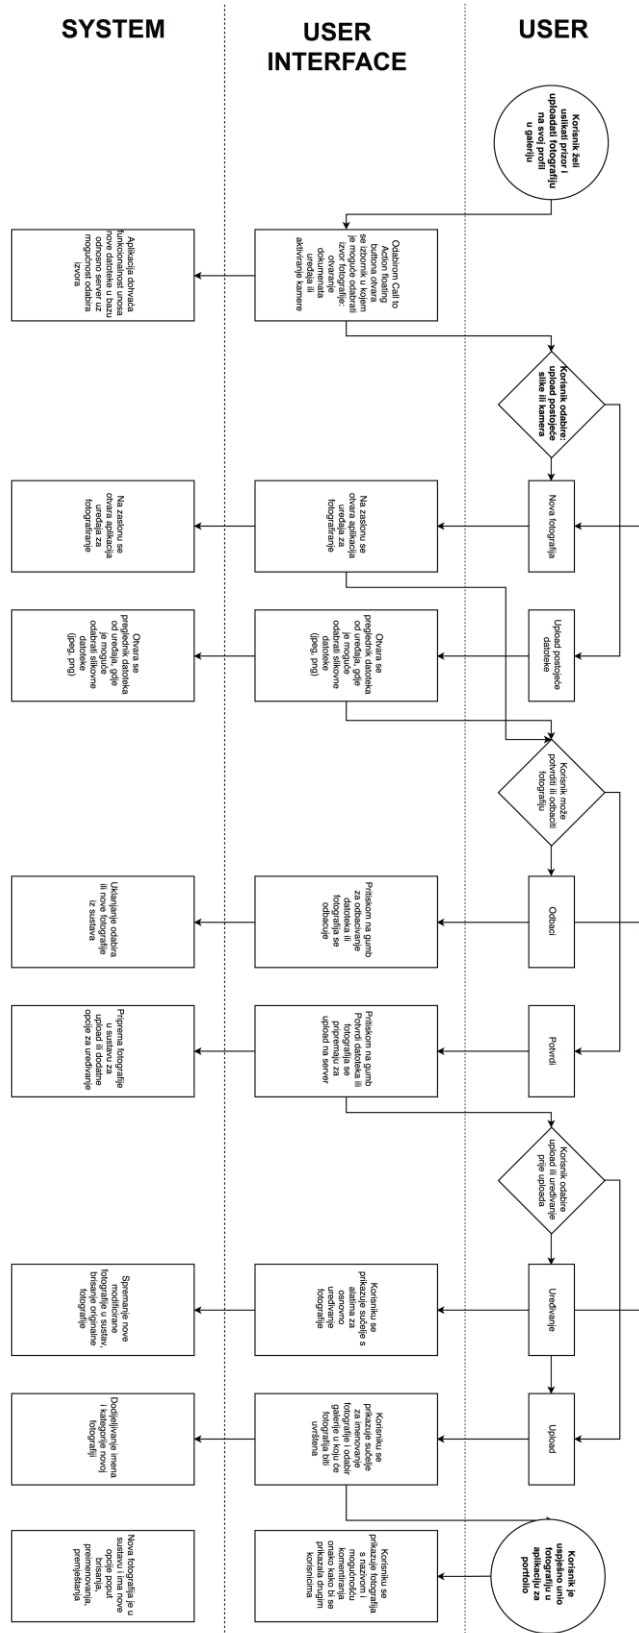 SYSTEM
USER
INTERFACE
USER
Korisnik želi
uslikati prizor i
uploadati fotografiju
na svoj profil
u galeriju
Odabirom Call to
Action floating
buttona otvara
se izbornik u kojem
je moguće odabrati
izvor fotografije:
otvaranje
dokumenata
uređaja ili
aktiviranje kamere
Aplikacija dohvaća
funkcionalnost unosa
nove datoteke u bazu
odnosno server uz
mogućnost odabira
izvora
Korisnik odabire:
upload postojeće
slike ili kamera
Nova fotografija
Na zaslonu se
otvara aplikacija
uređaja za
fotografiranje
Na zaslonu se
otvara aplikacija
uređaja za
fotografiranje
Upload postojeće
datoteke
Otvara se
preglednik datoteka
od uređaja, gdje
je moguće
odabrati slikovne
datoteke
(jpeg, png)
Otvara se
preglednik datoteka
od uređaja, gdje
je moguće
odabrati slikovne
datoteke
(jpeg, png)
Korisnik može
potvrditi ili odbaciti
fotografiju
Odbaci
Pritiskom na gumb
za odbacivanje
datoteka ili
fotografija se
odbacuje
Uklanjanje odabira
ili nove fotografije
iz sustava
Potvrdi
Pritiskom na gumb
Potvrdi datoteka ili
fotografija se
pripremaju za
upload na server
Priprema fotografije
u sustavu za
upload ili dodatne
opcije za uređivanje
Korisnik odabire
upload ili uređivanje
prije uploada
Uređivanje
Korisniku se
prikazuje sučelje s
alatima za
osnovno
uređivanje
fotografije
Spremanje nove
modificirane
fotografije u sustav,
brisanje originalne
fotografije
Upload
Korisniku se
prikazuje sučelje
za imenovanje
fotografije i odabir
galerije u koju će
fotografija biti
uvrštena
Dodijeljivanje imena
i kategorije novoj
fotografiji
Korisnik je
uspješno unio
fotografiju u
aplikaciju za
portfolio
Korisniku se
prikazuje fotografija
s nazivom i
mogućnošću
komentiranja
onako kako bi se
prikazala drugim
korisnicima
Nova fotografija je u
sustavu i ima nove
opcije poput
brisanja,
preimenovanja,
premještanja